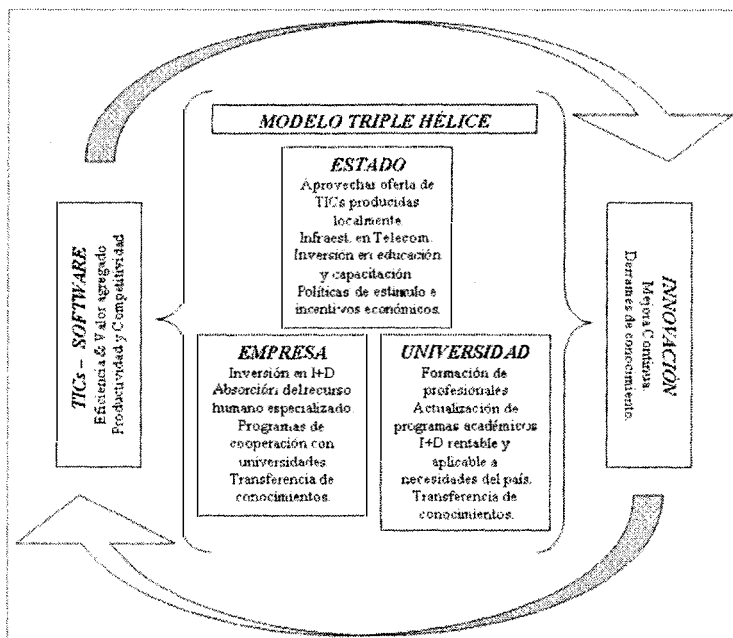 MODELO TRIPLE HÉLICE
ESTADO
Aprovechar oferta de
TICs producidas
localmente.
Infraest. en Telecom.
Inversión en educación
y capacitación
Políticas de estimulo e
incentivos económicos.
TICs – SOFTWARE
Eficiencia & Valor agregado
Productividad y Competitividad
EMPRESA
Inversión en I+D
Absorción del recurso
humano especializado.
Programas de
cooperación con
universidades
Transferencia de
conocimientos.
UNIVERSIDAD
Formación de
profesionales
Actualización de
programas académicos
I+D rentable y
aplicable a
necesidades del país.
Transferencia de
conocimientos.
INNOVACIÓN
Mejora Continua.
Derrames de conocimiento.